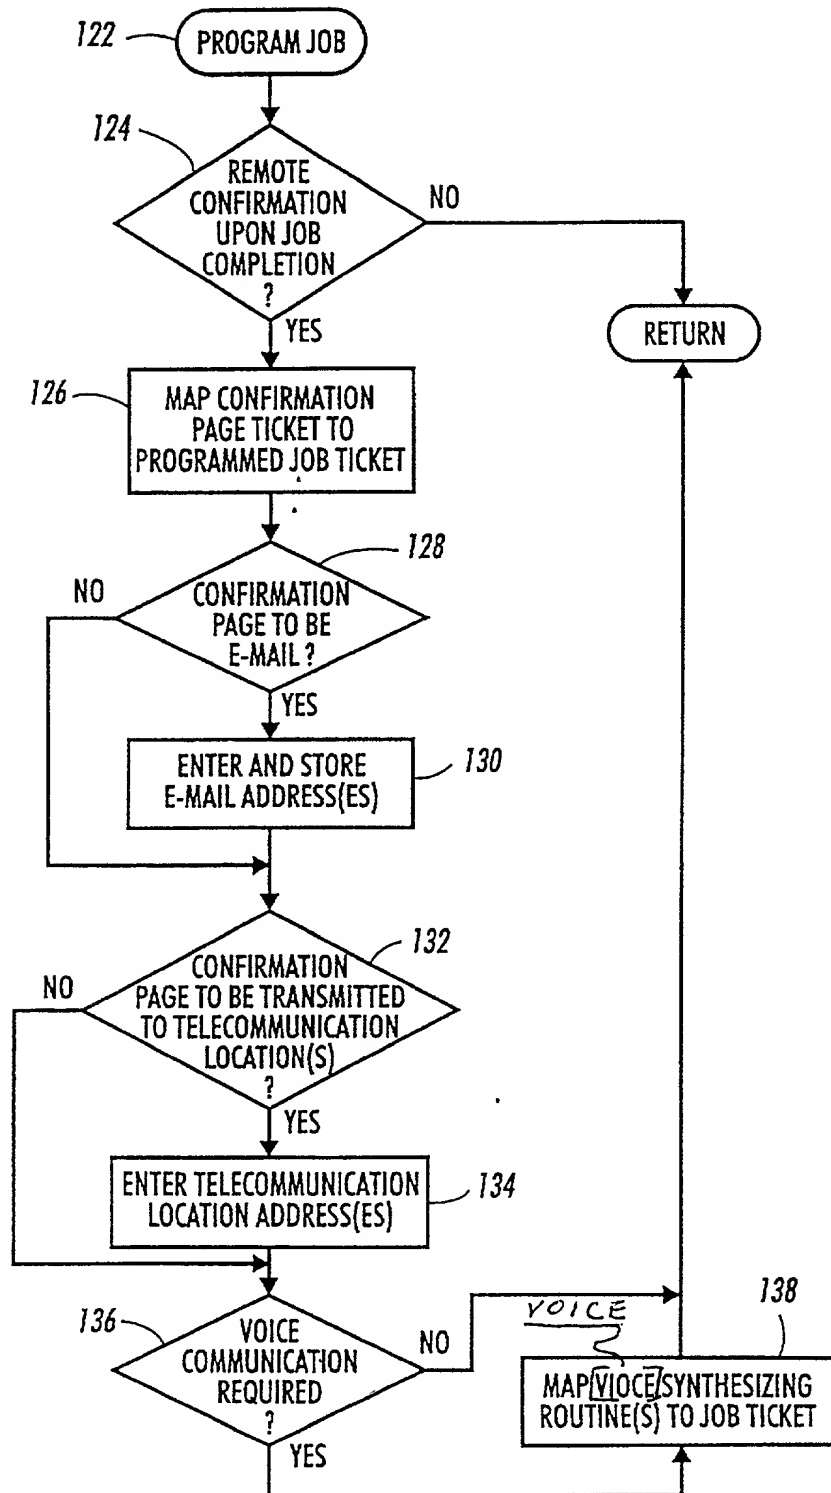 122
PROGRAM JOB
124
REMOTE
CONFIRMATION
UPON JOB
COMPLETION
?
NO
YES
RETURN
126
MAP CONFIRMATION
PAGE TICKET TO
PROGRAMMED JOB TICKET
128
NO
CONFIRMATION
PAGE TO BE
E-MAIL ?
YES
130
ENTER AND STORE
E-MAIL ADDRESS(ES)
132
NO
CONFIRMATION
PAGE TO BE TRANSMITTED
TO TELECOMMUNICATION
LOCATION(S)
?
YES
134
ENTER TELECOMMUNICATION
LOCATION ADDRESS(ES)
136
VOICE
COMMUNICATION
REQUIRED
?
NO
YES
VOICE
138
MAP [VIOCE] SYNTHESIZING
ROUTINE(S) TO JOB TICKET